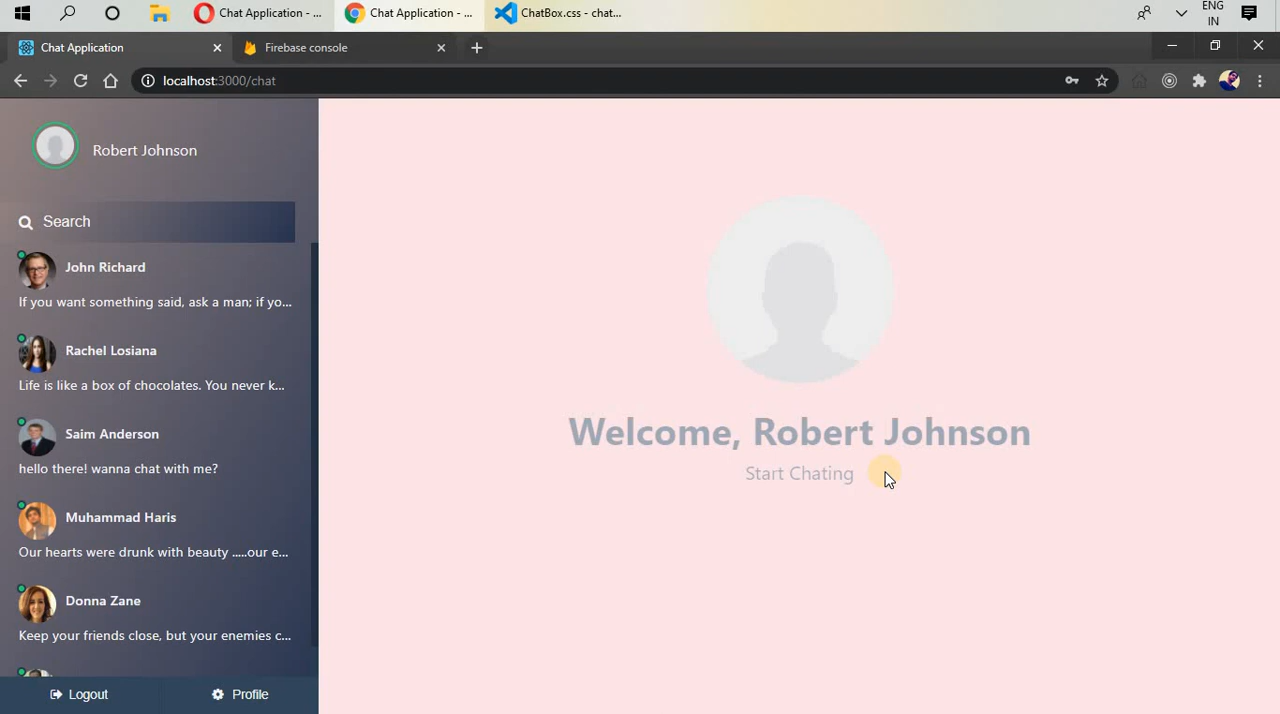 Chat Application - ...
Chat Application - ...
ChatBox.css - chat...
ENG
IN
Chat Application
Firebase console
localhost:3000/chat
Robert Johnson
Search
John Richard
If you want something said, ask a man; if yo...
Rachel Losiana
Life is like a box of chocolates. You never k...
Saim Anderson
hello there! wanna chat with me?
Muhammad Haris
Our hearts were drunk with beauty .....our e...
Donna Zane
Keep your friends close, but your enemies c...
Logout
Profile
Welcome, Robert Johnson
Start Chating